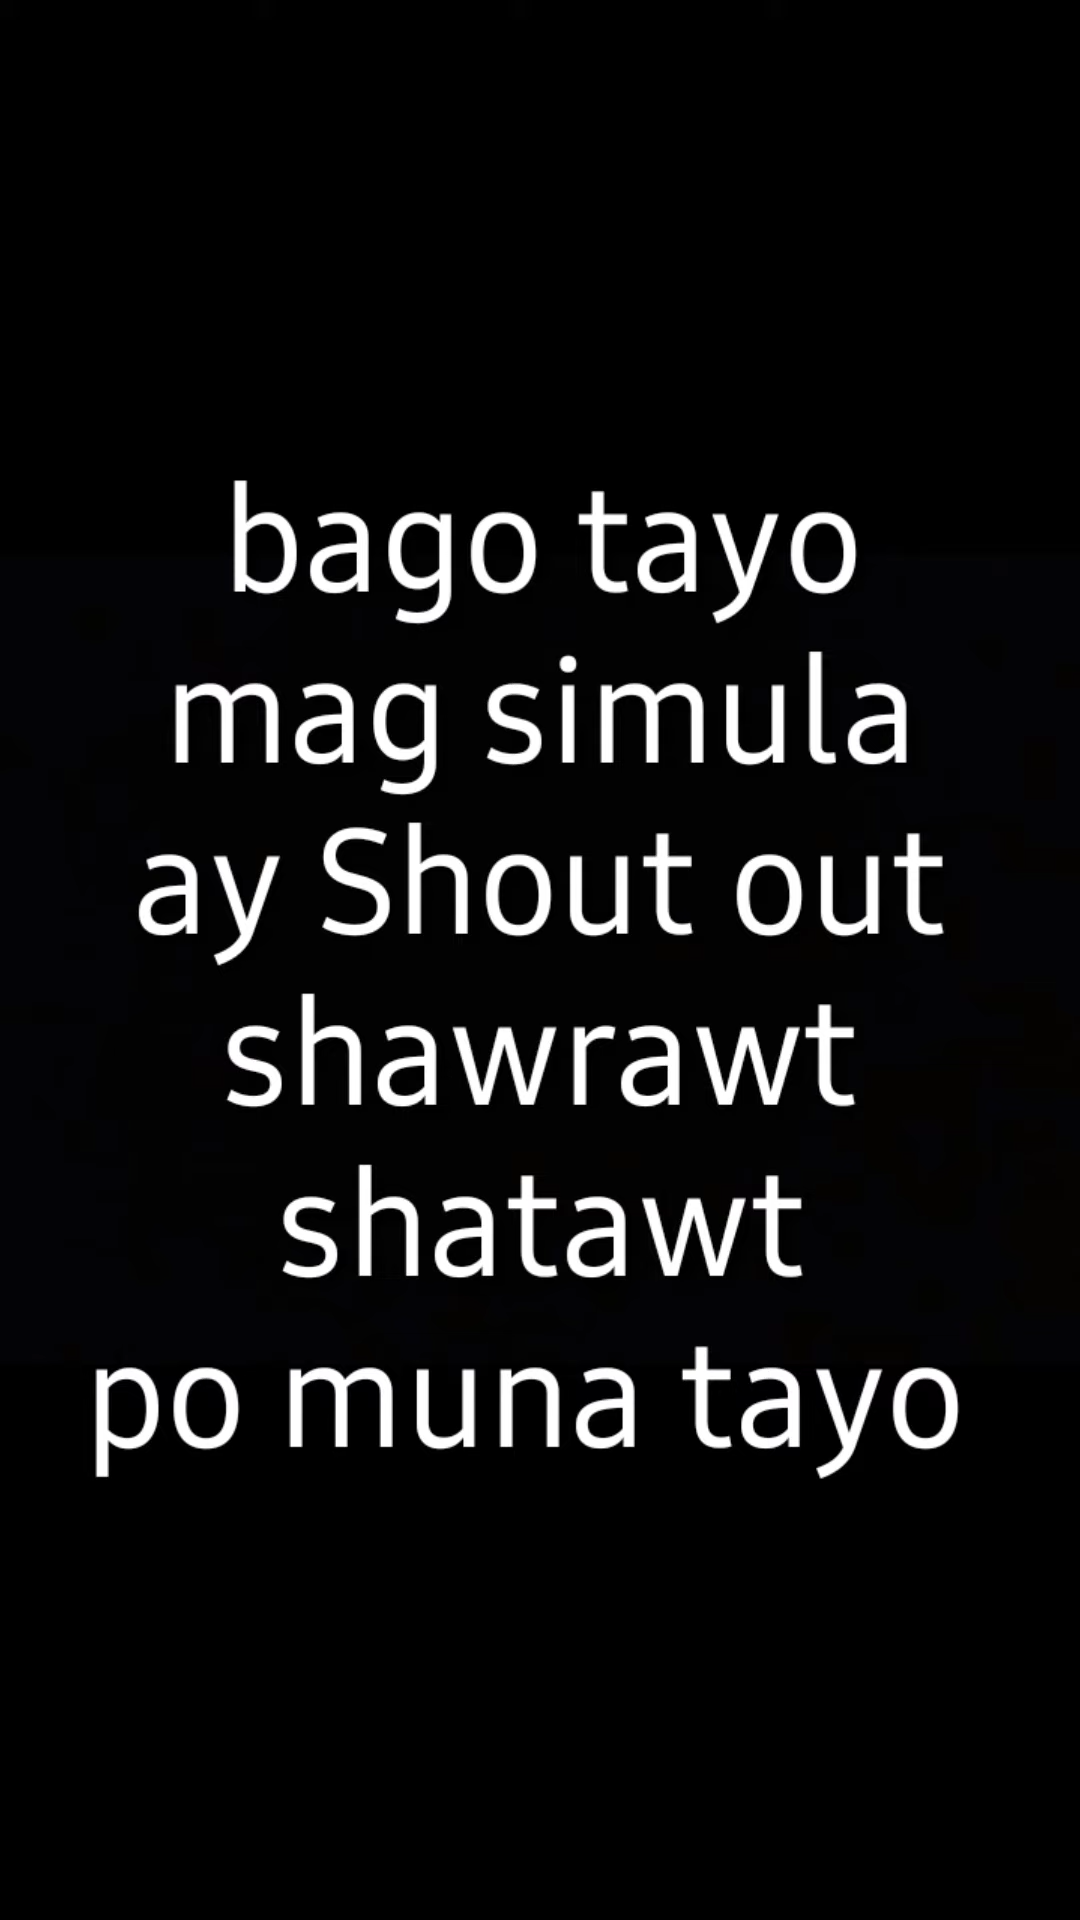 bago tayo
mag simula
ay Shout out
shawrawt
shatawt
po muna tayo